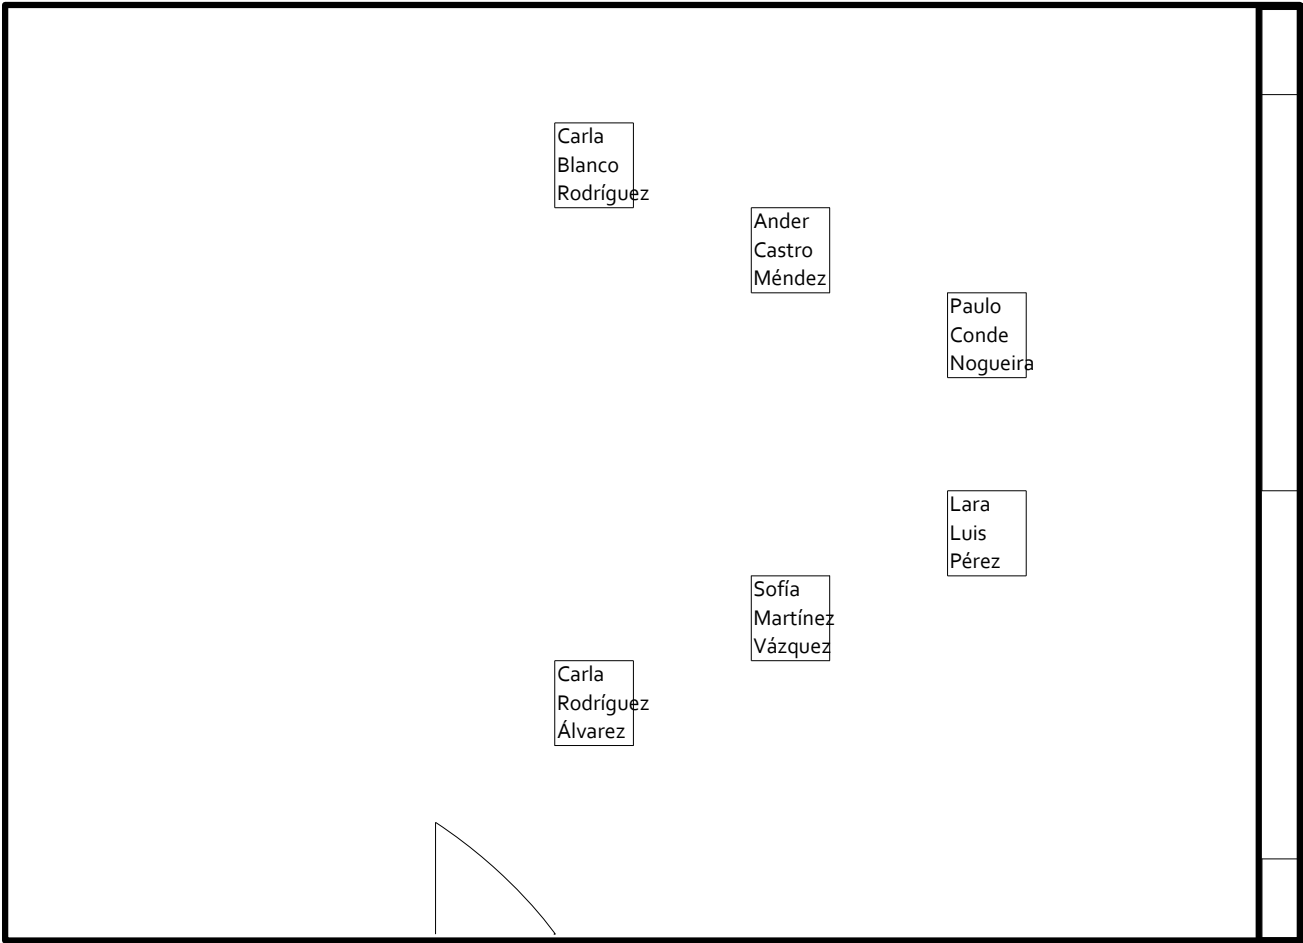 Carla
Blanco
Rodríguez
Ander
Castro
Méndez
Paulo
Conde
Nogueira
Lara
Luis
Pérez
Sofía
Martínez
Vázquez
Carla
Rodríguez
Álvarez